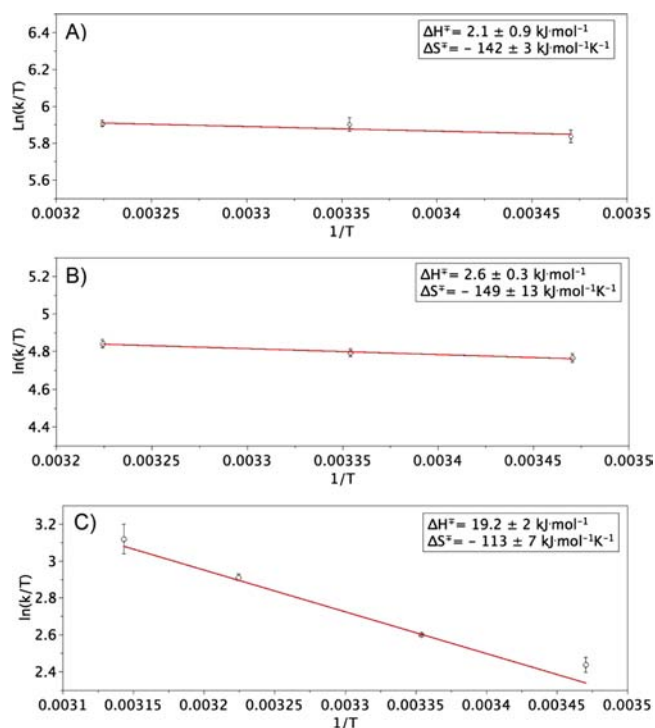 A)
ΔH‡= 2.1 ± 0.9 kJ·mol⁻¹
ΔS‡= – 142 ± 3 kJ·mol⁻¹K⁻¹
6.4
6.2
6
5.8
5.6
Ln(k/T)
0.0032 0.00325 0.0033 0.00335 0.0034 0.00345 0.0035
1/T
B)
ΔH‡= 2.6 ± 0.3 kJ·mol⁻¹
ΔS‡= – 149 ± 13 kJ·mol⁻¹K⁻¹
5.2
5
4.8
4.6
4.4
ln(k/T)
0.0032 0.00325 0.0033 0.00335 0.0034 0.00345 0.0035
1/T
C)
ΔH‡= 19.2 ± 2 kJ·mol⁻¹
ΔS‡= – 113 ± 7 kJ·mol⁻¹K⁻¹
3.2
3
2.8
2.6
2.4
ln(k/T)
0.0031 0.00315 0.0032 0.00325 0.0033 0.00335 0.0034 0.00345 0.0035
1/T